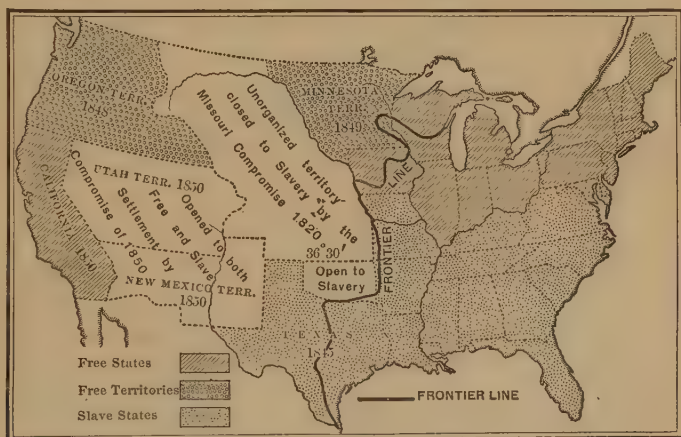 OREGON TERR.
1848
MINNESOTA
TERR.
1849
Unorganized territory
closed to Slavery by the
Missouri Compromise 1820
36°30′
Open to
Slavery
UTAH TERR. 1850
Opened to both
Free and Slave
Settlement by
Compromise of 1850
CALIFORNIA 1850
NEW MEXICO TERR.
1850
TEXAS
1845
FRONTIER
LINE
Free States
Free Territories
Slave States
FRONTIER LINE